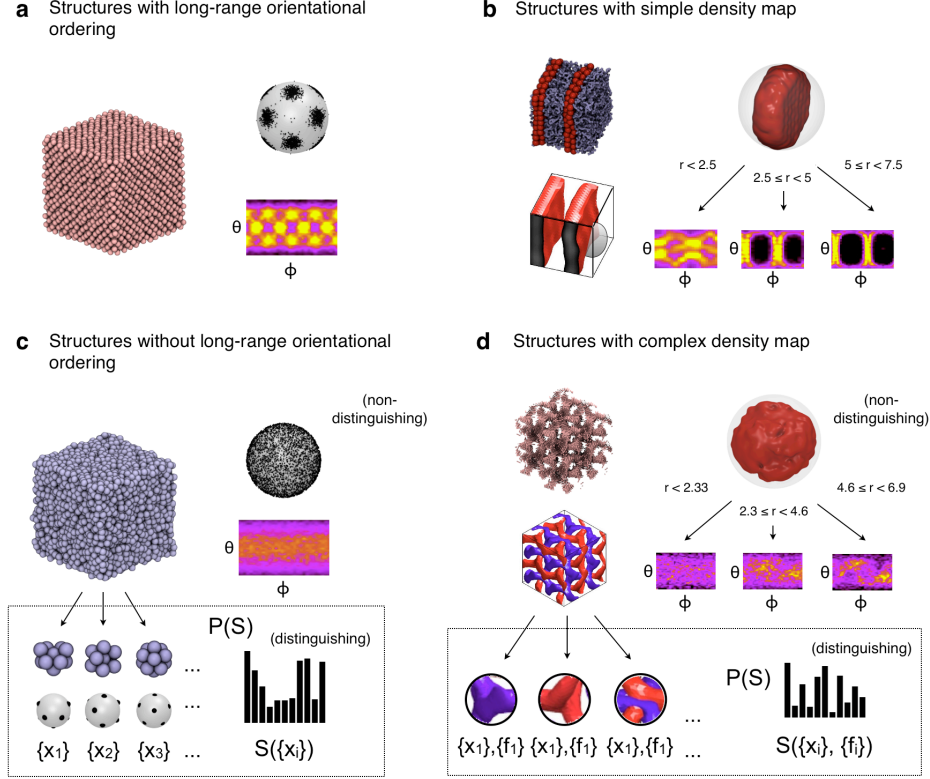 a Structures with long-range orientational
ordering
θ
ϕ
b Structures with simple density map
r < 2.5
2.5 ≤ r < 5
5 ≤ r < 7.5
θ
θ
θ
ϕ
ϕ
ϕ
c Structures without long-range orientational
ordering
(non-
distinguishing)
θ
ϕ
P(S)
(distinguishing)
...
...
{x1} {x2} {x3} ...
S({xi})
d Structures with complex density map
(non-
distinguishing)
r < 2.33
2.3 ≤ r < 4.6
4.6 ≤ r < 6.9
θ
θ
θ
ϕ
ϕ
ϕ
(distinguishing)
P(S)
...
{x1},{f1} {x1},{f1} {x1},{f1} ...
S({xi}, {fi})